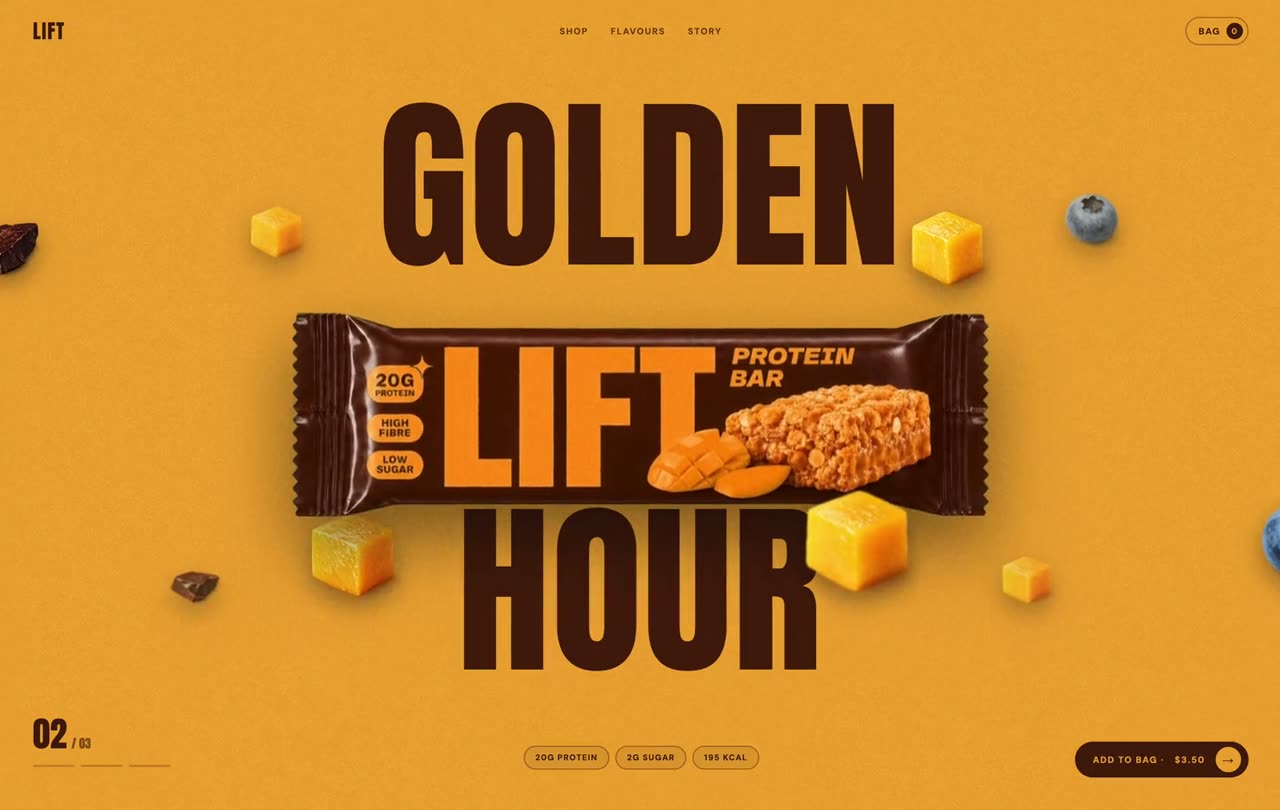 LIFT
SHOP FLAVOURS STORY
BAG 0
GOLDEN
20G
PROTEIN
HIGH
FIBRE
LOW
SUGAR
LIFT
PROTEIN
BAR
HOUR
02 / 03
20G PROTEIN
2G SUGAR
195 KCAL
ADD TO BAG · $3.50 →